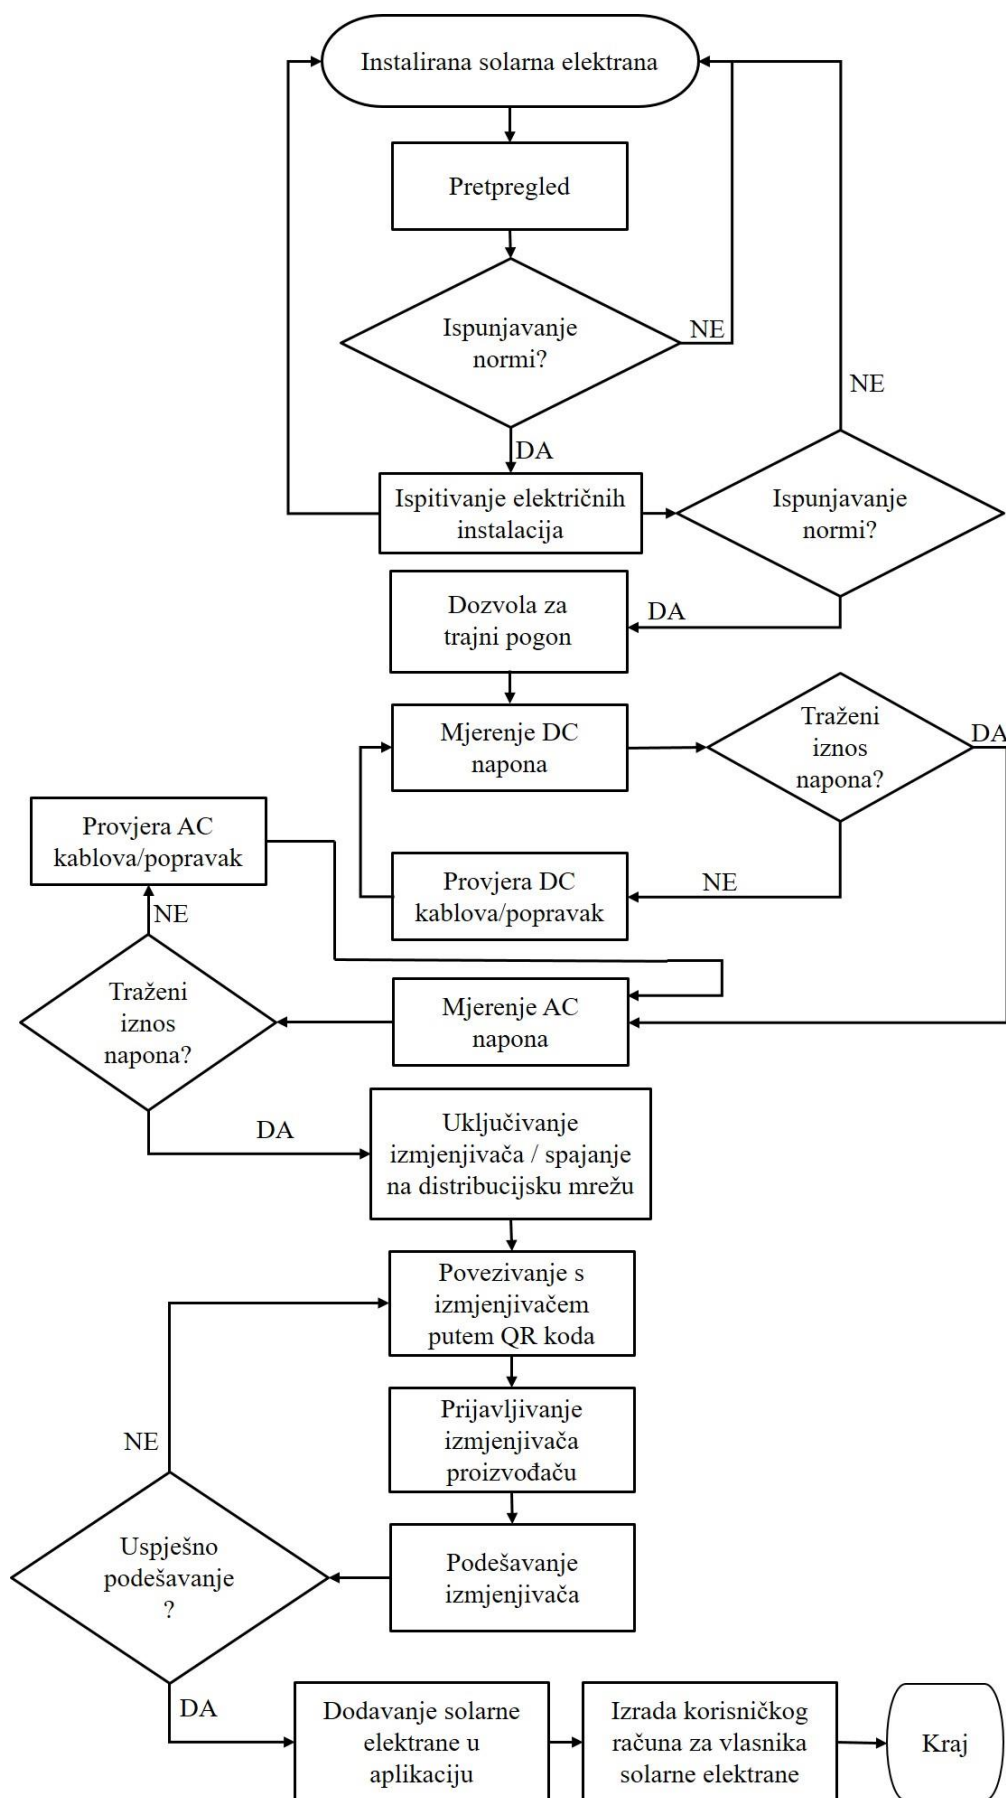 Instalirana solarna elektrana
Pretpregled
Ispunjavanje
normi?
NE
DA
Ispitivanje električnih
instalacija
Ispunjavanje
normi?
NE
DA
Dozvola za
trajni pogon
Mjerenje DC
napona
Traženi
iznos
napona?
DA
NE
Provjera DC
kablova/popravak
Mjerenje AC
napona
Traženi
iznos
napona?
NE
Provjera AC
kablova/popravak
DA
Uključivanje
izmjenjivača / spajanje
na distribucijsku mrežu
Povezivanje s
izmjenjivačem
putem QR koda
Prijavljivanje
izmjenjivača
proizvođaču
Podešavanje
izmjenjivača
Uspješno
podešavanje
?
NE
DA
Dodavanje solarne
elektrane u
aplikaciju
Izrada korisničkog
računa za vlasnika
solarne elektrane
Kraj